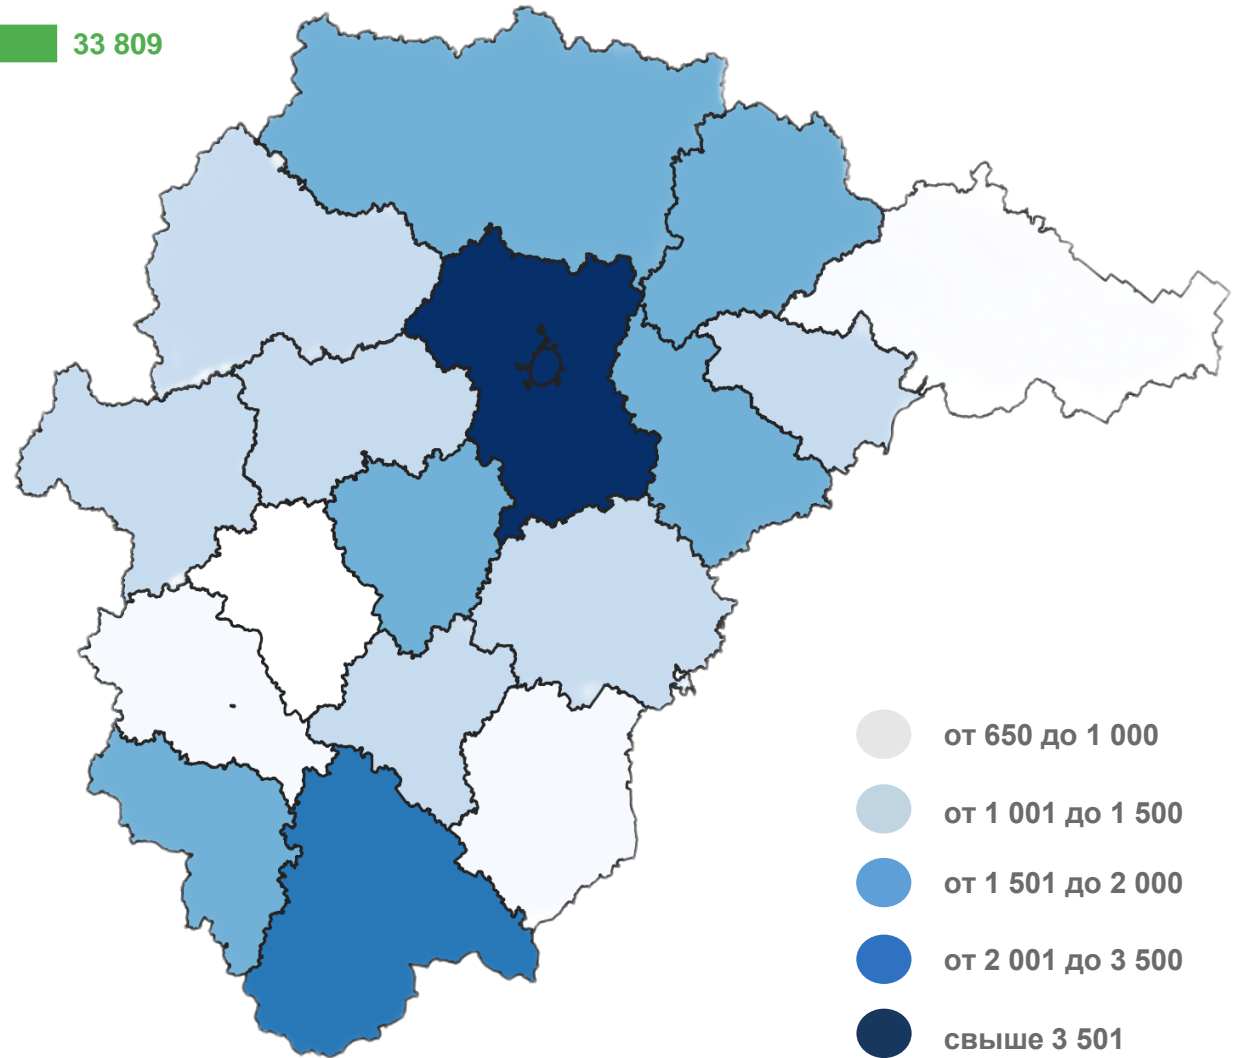 33 809
от 650 до 1 000
от 1 001 до 1 500
от 1 501 до 2 000
от 2 001 до 3 500
свыше 3 501